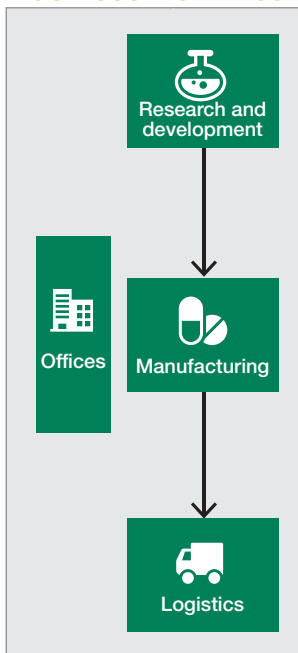 Research and
development
Offices
Manufacturing
Logistics